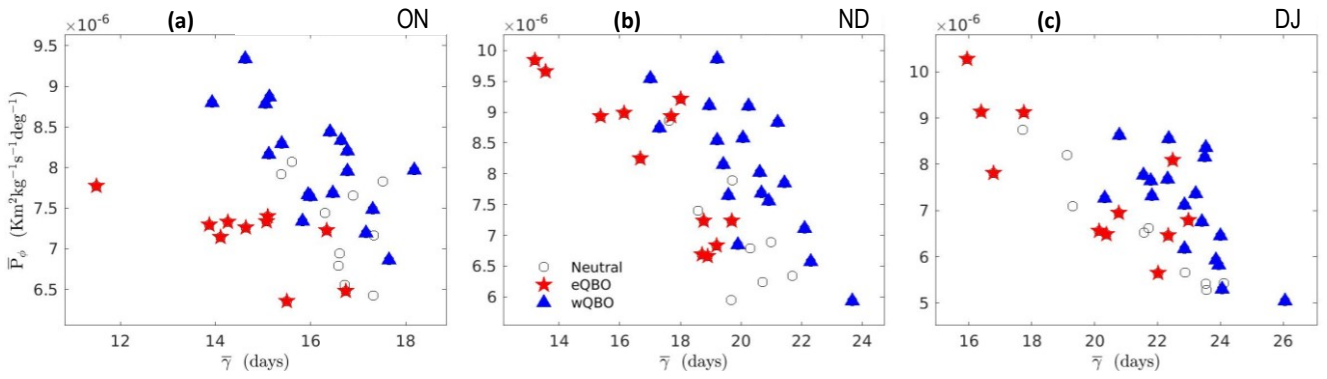 ×10⁻⁶ (a) ON
9.5
9
8.5
8
7.5
7
6.5
P̅ϕ (Km²kg⁻¹s⁻¹deg⁻¹)
12 14 16 18
γ̅ (days)
×10⁻⁶ (b) ND
10
9.5
9
8.5
8
7.5
7
6.5
6
Neutral
eQBO
wQBO
14 16 18 20 22 24
γ̅ (days)
×10⁻⁶ (c) DJ
10
9
8
7
6
5
16 18 20 22 24 26
γ̅ (days)